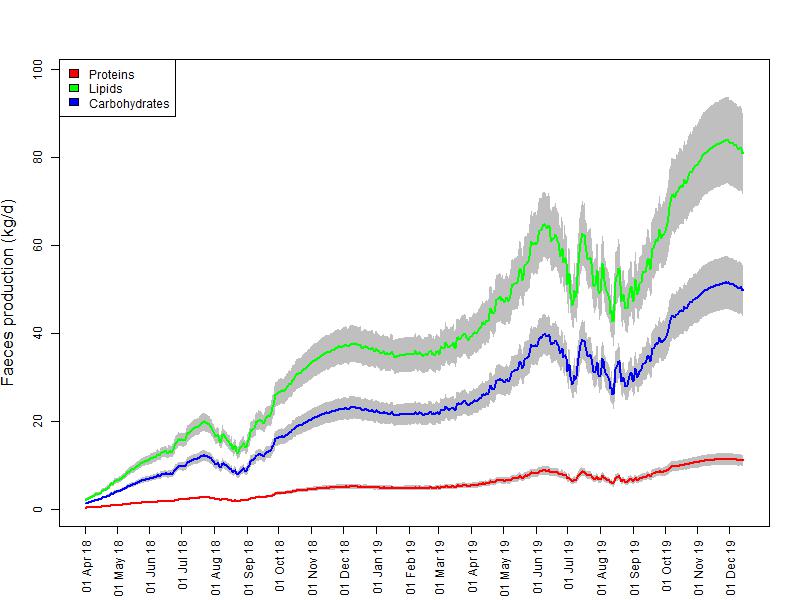 Proteins
Lipids
Carbohydrates
Faeces production (kg/d)
100
80
60
40
20
0
01 Apr 18
01 May 18
01 Jun 18
01 Jul 18
01 Aug 18
01 Sep 18
01 Oct 18
01 Nov 18
01 Dec 18
01 Jan 19
01 Feb 19
01 Mar 19
01 Apr 19
01 May 19
01 Jun 19
01 Jul 19
01 Aug 19
01 Sep 19
01 Oct 19
01 Nov 19
01 Dec 19